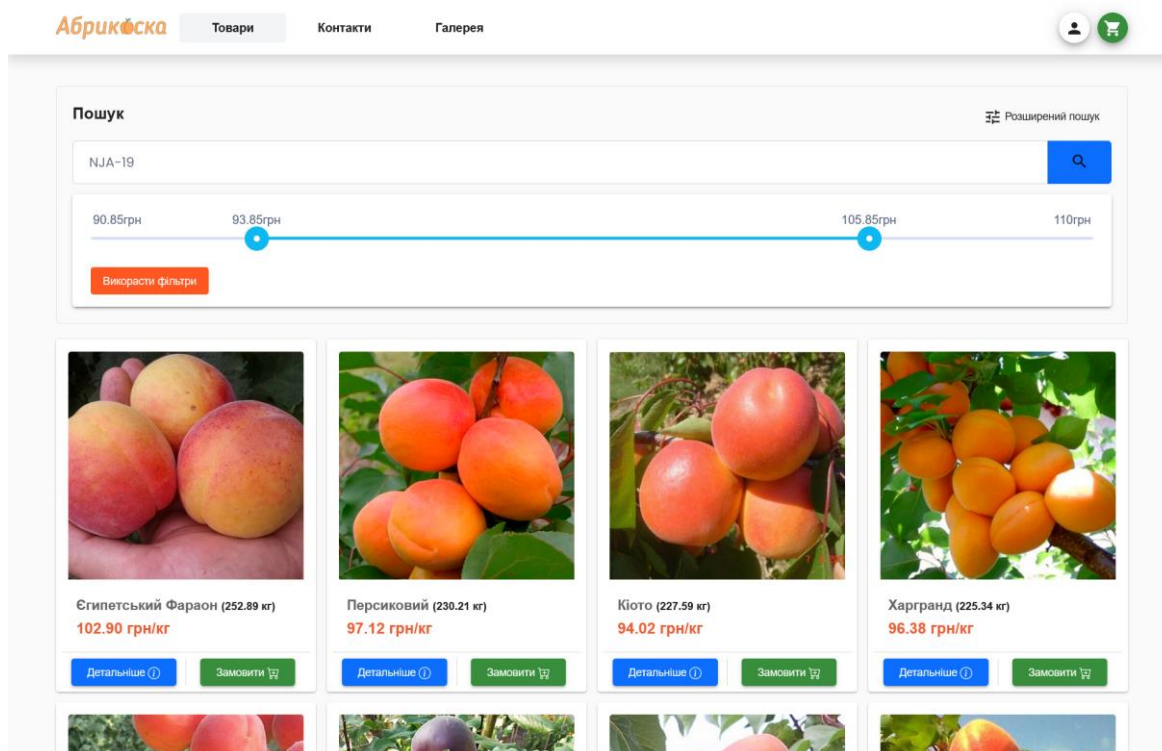 Абрикоска
Товари
Контакти
Галерея
Пошук
Розширений пошук
NJA-19
90.85грн
93.85грн
105.85грн
110грн
Викорасти фільтри
Єгипетський Фараон (252.89 кг)
102.90 грн/кг
Детальніше
Замовити
Персиковий (230.21 кг)
97.12 грн/кг
Детальніше
Замовити
Кіото (227.59 кг)
94.02 грн/кг
Детальніше
Замовити
Харгранд (225.34 кг)
96.38 грн/кг
Детальніше
Замовити